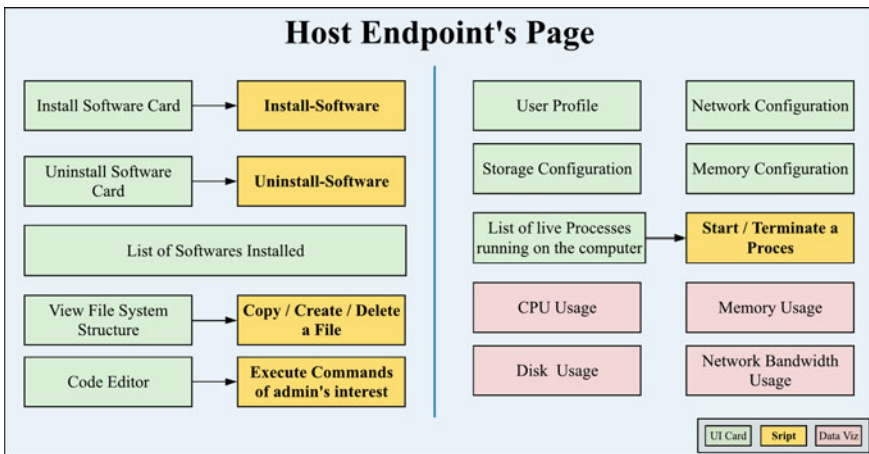 Host Endpoint's Page
Install Software Card
Install-Software
Uninstall Software
Card
Uninstall-Software
List of Softwares Installed
View File System
Structure
Copy / Create / Delete
a File
Code Editor
Execute Commands
of admin's interest
User Profile
Network Configuration
Storage Configuration
Memory Configuration
List of live Processes
running on the computer
Start / Terminate a
Proces
CPU Usage
Memory Usage
Disk Usage
Network Bandwidth
Usage
UI Card
Sript
Data Viz